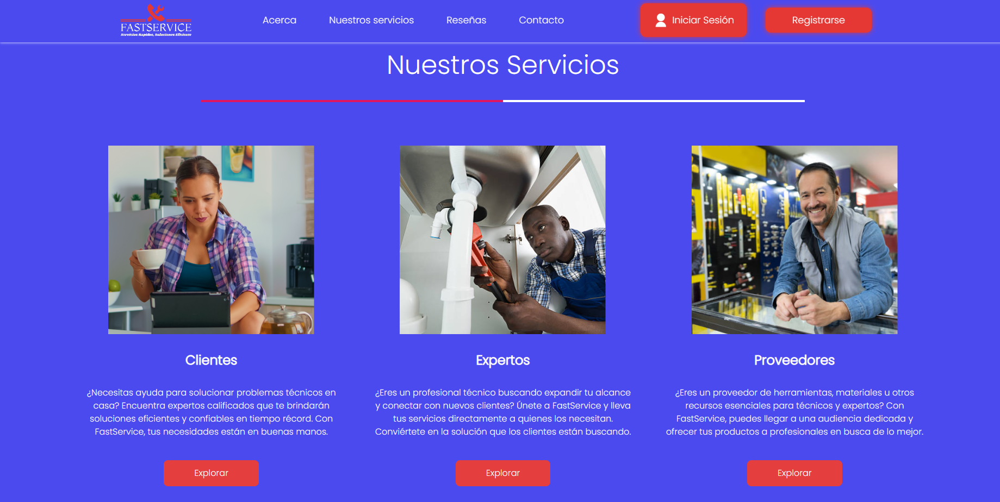 FASTSERVICE
Servicios Rapidos, Soluciones Eficiente
Acerca
Nuestros servicios
Reseñas
Contacto
Iniciar Sesión
Registrarse
Nuestros Servicios
Clientes
¿Necesitas ayuda para solucionar problemas técnicos en
casa? Encuentra expertos calificados que te brindarán
soluciones eficientes y confiables en tiempo récord. Con
FastService, tus necesidades están en buenas manos.
Explorar
Expertos
¿Eres un profesional técnico buscando expandir tu alcance
y conectar con nuevos clientes? Únete a FastService y lleva
tus servicios directamente a quienes los necesitan.
Conviértete en la solución que los clientes están buscando.
Explorar
Proveedores
¿Eres un proveedor de herramientas, materiales u otros
recursos esenciales para técnicos y expertos? Con
FastService, puedes llegar a una audiencia dedicada y
ofrecer tus productos a profesionales en busca de lo mejor.
Explorar